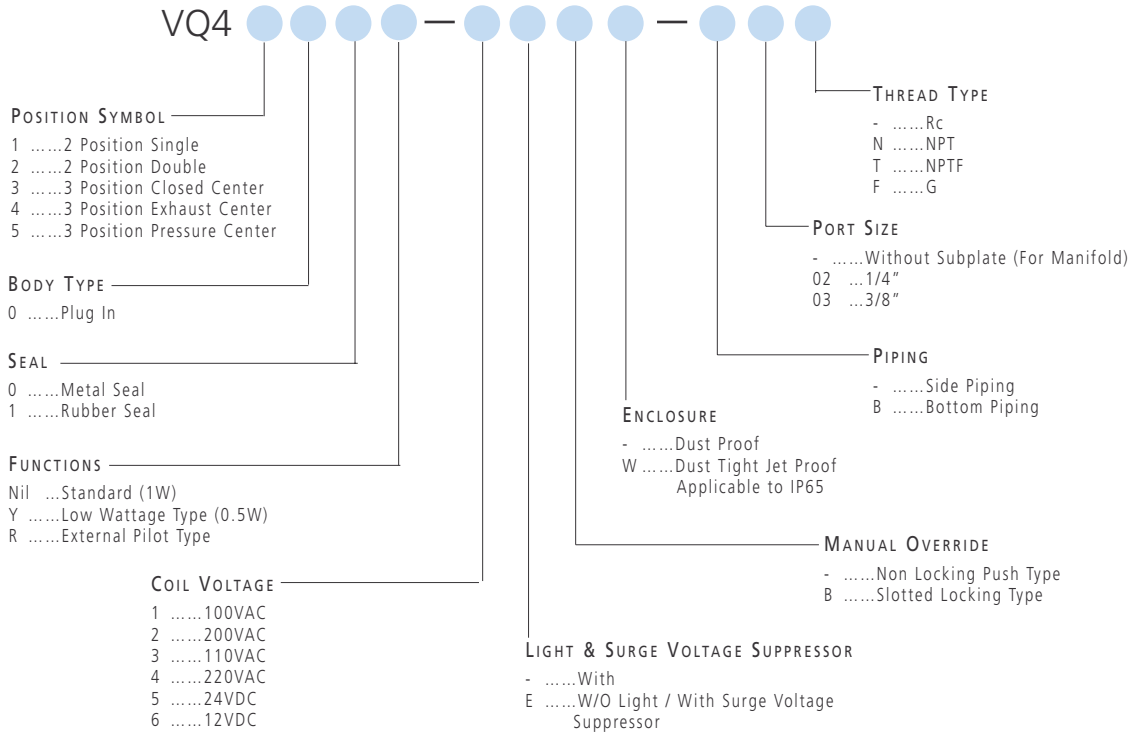 VQ4 — —
POSITION SYMBOL
1 ……2 Position Single
2 ……2 Position Double
3 ……3 Position Closed Center
4 ……3 Position Exhaust Center
5 ……3 Position Pressure Center
BODY TYPE
0 ……Plug In
SEAL
0 ……Metal Seal
1 ……Rubber Seal
FUNCTIONS
Nil …Standard (1W)
Y ……Low Wattage Type (0.5W)
R ……External Pilot Type
COIL VOLTAGE
1 ……100VAC
2 ……200VAC
3 ……110VAC
4 ……220VAC
5 ……24VDC
6 ……12VDC
LIGHT & SURGE VOLTAGE SUPPRESSOR
- ……With
E ……W/O Light / With Surge Voltage
Suppressor
MANUAL OVERRIDE
- ……Non Locking Push Type
B ……Slotted Locking Type
ENCLOSURE
- ……Dust Proof
W ……Dust Tight Jet Proof
Applicable to IP65
PIPING
- ……Side Piping
B ……Bottom Piping
PORT SIZE
- ……Without Subplate (For Manifold)
02 …1/4”
03 …3/8”
THREAD TYPE
- ……Rc
N ……NPT
T ……NPTF
F ……G